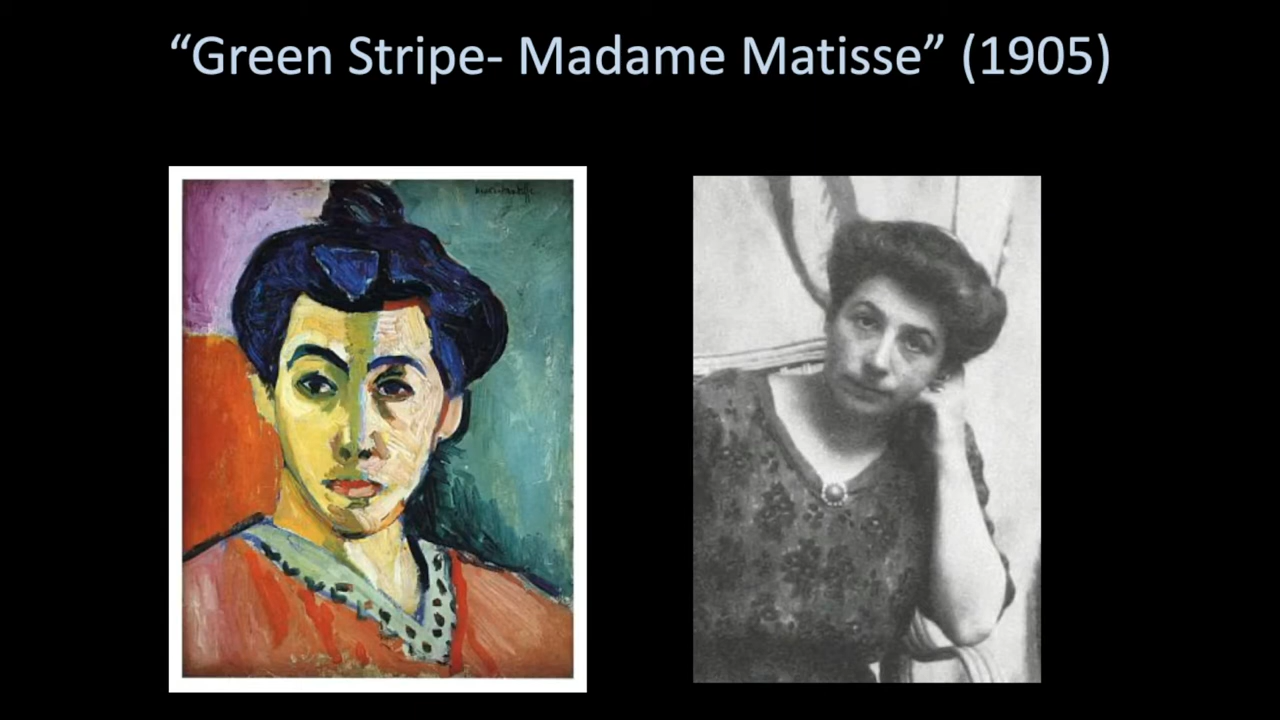 “Green Stripe- Madame Matisse” (1905)